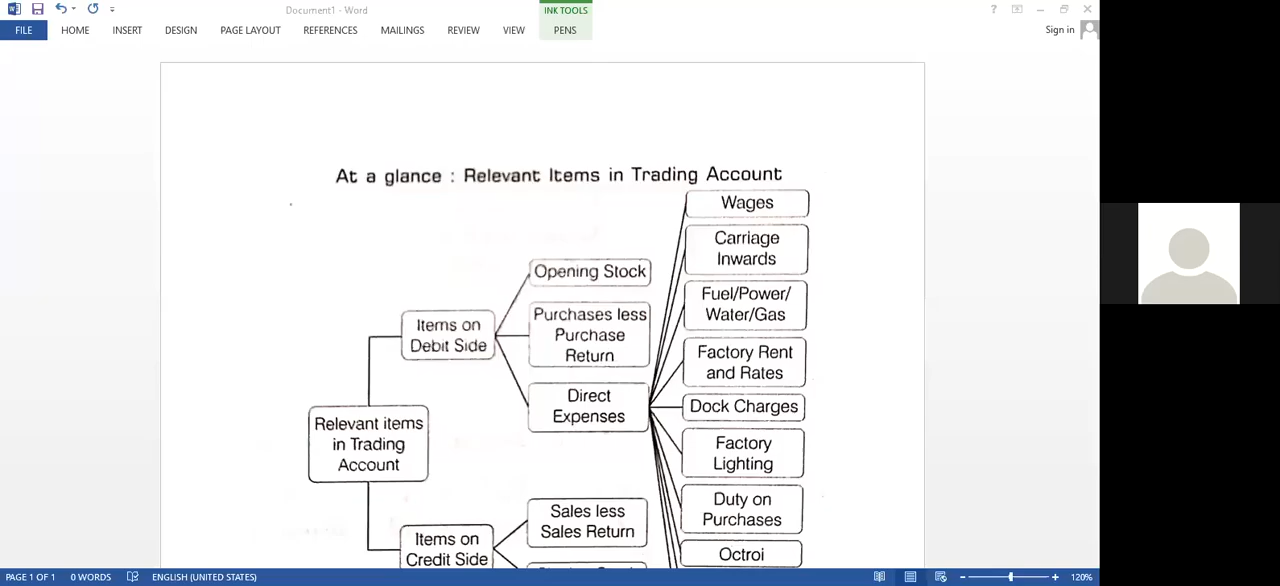 Document1 - Word
INK TOOLS
FILE
HOME
INSERT
DESIGN
PAGE LAYOUT
REFERENCES
MAILINGS
REVIEW
VIEW
PENS
Sign in
At a glance : Relevant Items in Trading Account
Relevant items
in Trading
Account
Items on
Debit Side
Opening Stock
Purchases less
Purchase
Return
Direct
Expenses
Wages
Carriage
Inwards
Fuel/Power/
Water/Gas
Factory Rent
and Rates
Dock Charges
Factory
Lighting
Duty on
Purchases
Octroi
Items on
Credit Side
Sales less
Sales Return
PAGE 1 OF 1
0 WORDS
ENGLISH (UNITED STATES)
120%